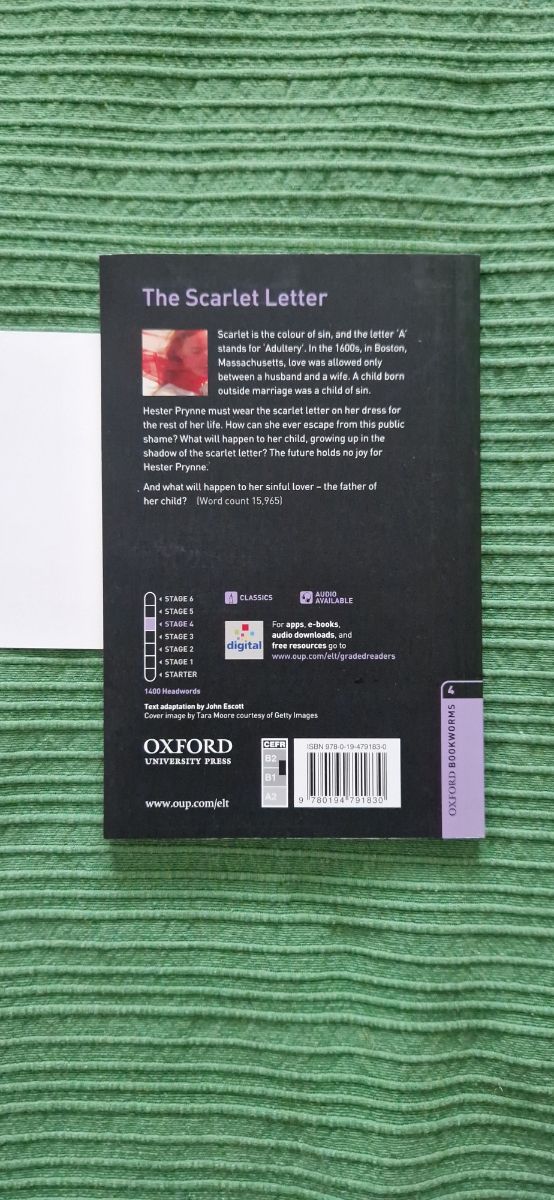 The Scarlet Letter
Scarlet is the colour of sin, and the letter 'A'
stands for 'Adultery'. In the 1600s, in Boston,
Massachusetts, love was allowed only
between a husband and a wife. A child born
outside marriage was a child of sin.
Hester Prynne must wear the scarlet letter on her dress for
the rest of her life. How can she ever escape from this public
shame? What will happen to her child, growing up in the
shadow of the scarlet letter? The future holds no joy for
Hester Prynne.
And what will happen to her sinful lover – the father of
her child? (Word count 15,965)
STAGE 6
STAGE 5
STAGE 4
STAGE 3
STAGE 2
STAGE 1
STARTER
1400 Headwords
CLASSICS
AUDIO
AVAILABLE
digital
For apps, e-books,
audio downloads, and
free resources go to
www.oup.com/elt/gradedreaders
Text adaptation by John Escott
Cover image by Tara Moore courtesy of Getty Images
OXFORD
UNIVERSITY PRESS
www.oup.com/elt
CEFR
B2
B1
A2
ISBN 978-0-19-479183-0
9 780194 791830
4
OXFORD BOOKWORMS